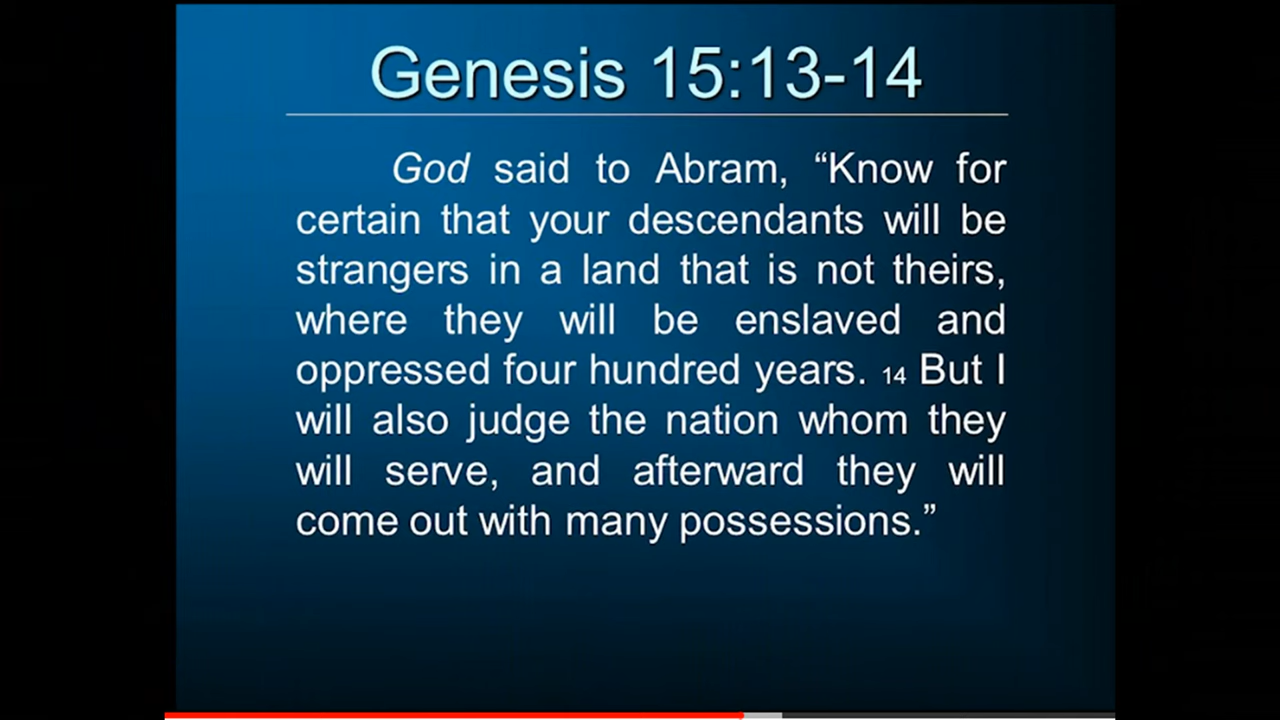 Genesis 15:13-14
God said to Abram, “Know for
certain that your descendants will be
strangers in a land that is not theirs,
where they will be enslaved and
oppressed four hundred years. 14 But I
will also judge the nation whom they
will serve, and afterward they will
come out with many possessions.”